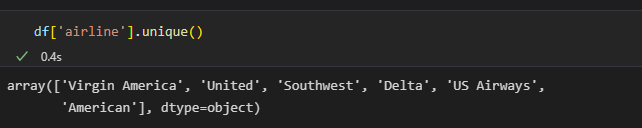 df['airline'].unique()
0.4s
array(['Virgin America', 'United', 'Southwest', 'Delta', 'US Airways',
'American'], dtype=object)